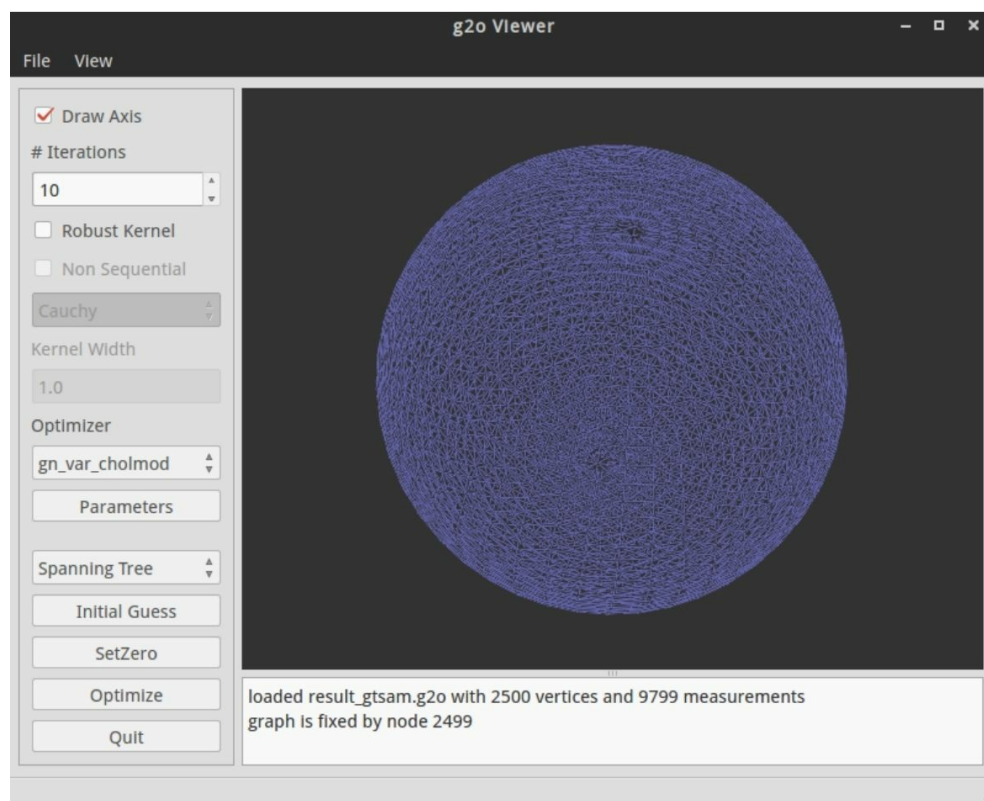 g2o Viewer
File View
Draw Axis
# Iterations
10
Robust Kernel
Non Sequential
Cauchy
Kernel Width
1.0
Optimizer
gn_var_cholmod
Parameters
Spanning Tree
Initial Guess
SetZero
Optimize
Quit
loaded result_gtsam.g2o with 2500 vertices and 9799 measurements
graph is fixed by node 2499